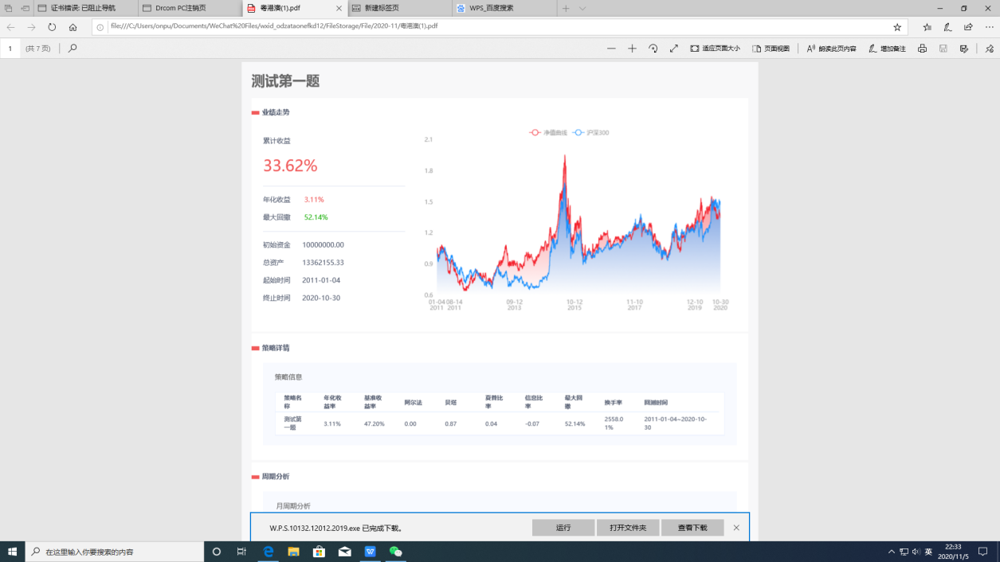 证书错误: 已阻止导航
Drcom PC注销页
粤港澳(1).pdf
新建标签页
WPS_百度搜索
file:///C:/Users/onpu/Documents/WeChat%20Files/wxid_odzataonefkd12/FileStorage/File/2020-11/粤港澳(1).pdf
1 (共 7 页)
适应页面大小
页面视图
朗读此页内容
增加备注
测试第一题
业绩走势
累计收益
33.62%
年化收益 3.11%
最大回撤 52.14%
初始资金 10000000.00
总资产 13362155.33
起始时间 2011-01-04
终止时间 2020-10-30
净值曲线 沪深300
2.1
1.8
1.5
1.2
0.9
0.6
01-04 08-14 09-12 10-12 11-10 12-10 10-30
2011 2011 2013 2015 2017 2019 2020
策略详情
策略信息
策略名称 年化收益率 基准收益率 阿尔法 贝塔 夏普比率 信息比率 最大回撤 换手率 回测时间
测试第一题 3.11% 47.20% 0.00 0.87 0.04 -0.07 52.14% 2558.01% 2011-01-04~2020-10-30
周期分析
月周期分析
W.P.S.10132.12012.2019.exe 已完成下载。
运行
打开文件夹
查看下载
在这里输入你要搜索的内容
英
22:33
2020/11/5